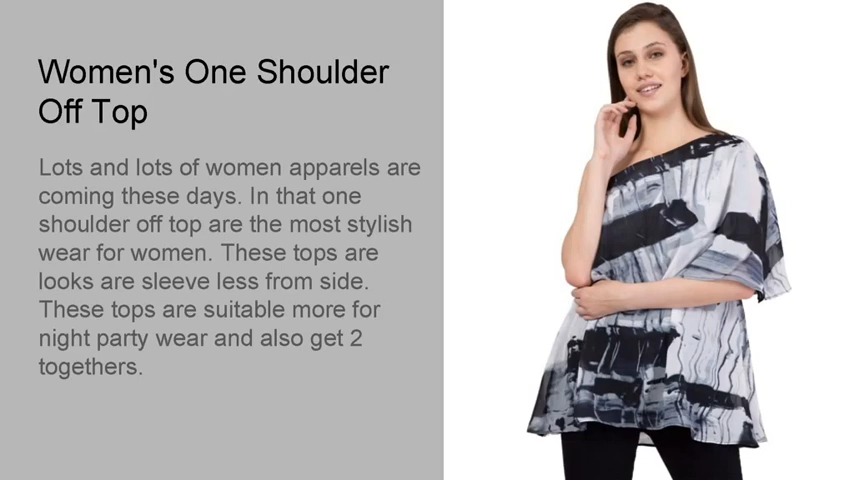 Women's One Shoulder
Off Top
Lots and lots of women apparels are
coming these days. In that one
shoulder off top are the most stylish
wear for women. These tops are
looks are sleeve less from side.
These tops are suitable more for
night party wear and also get 2
togethers.